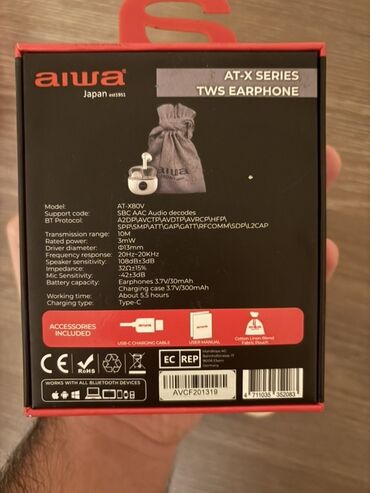 aiwa
Japan est1951
AT-X SERIES
TWS EARPHONE
Model: AT-X80V
Support code: SBC AAC Audio decodes
BT Protocol: A2DP/AVCTP/AVDTP/AVRCP/HFP/
SPP/SMP/ATT/GAP/GATT/RFCOMM/SDP/L2CAP
Transmission range: 10M
Rated power: 3mW
Driver diameter: Φ13mm
Frequency response: 20Hz~20KHz
Speaker sensitivity: 108dB±3dB
Impedance: 32Ω±15%
Mic Sensitivity: -42±3dB
Battery capacity: Earphones 3.7V/30mAh
Charging case 3.7V/300mAh
Working time: About 5.5 hours
Charging type: Type-C
ACCESSORIES
INCLUDED
aiwa
USB-C CHARGING CABLE
USER MANUAL
Cotton Linen Blend
Fabric Pouch
CE
RoHS
EC REP
Germany
WORKS WITH ALL BLUETOOTH DEVICES
AVCF201319
4 711035 352083